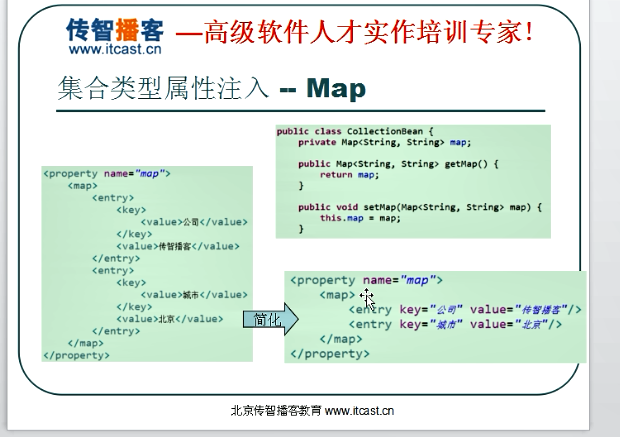 传智播客 —高级软件人才实作培训专家!
www.itcast.cn
集合类型属性注入 -- Map
public class CollectionBean {
private Map<String, String> map;
public Map<String, String> getMap() {
return map;
}
public void setMap(Map<String, String> map) {
this.map = map;
}
<property name="map">
<map>
<entry>
<key>
<value>公司</value>
</key>
<value>传智播客</value>
</entry>
<entry>
<key>
<value>城市</value>
</key>
<value>北京</value>
</entry>
</map>
</property>
简化
<property name="map">
<map>
<entry key="公司" value="传智播客"/>
<entry key="城市" value="北京"/>
</map>
</property>
北京传智播客教育 www.itcast.cn